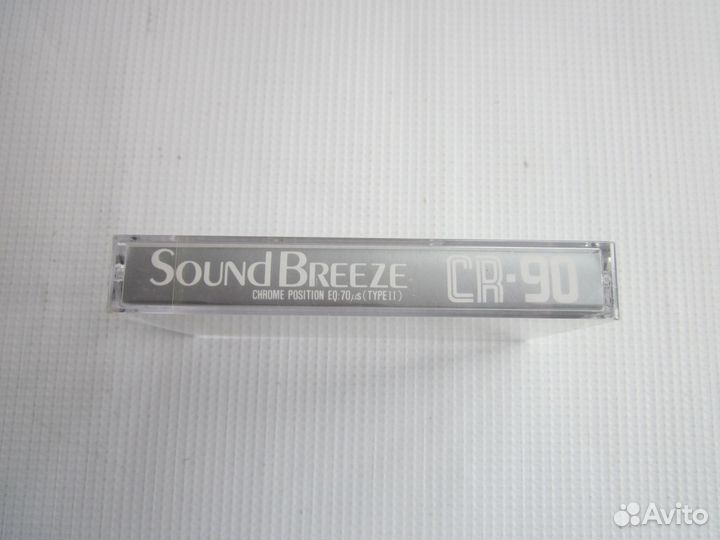 SOUND BREEZE CR-90
CHROME POSITION EQ:70μs (TYPE II)
Avito